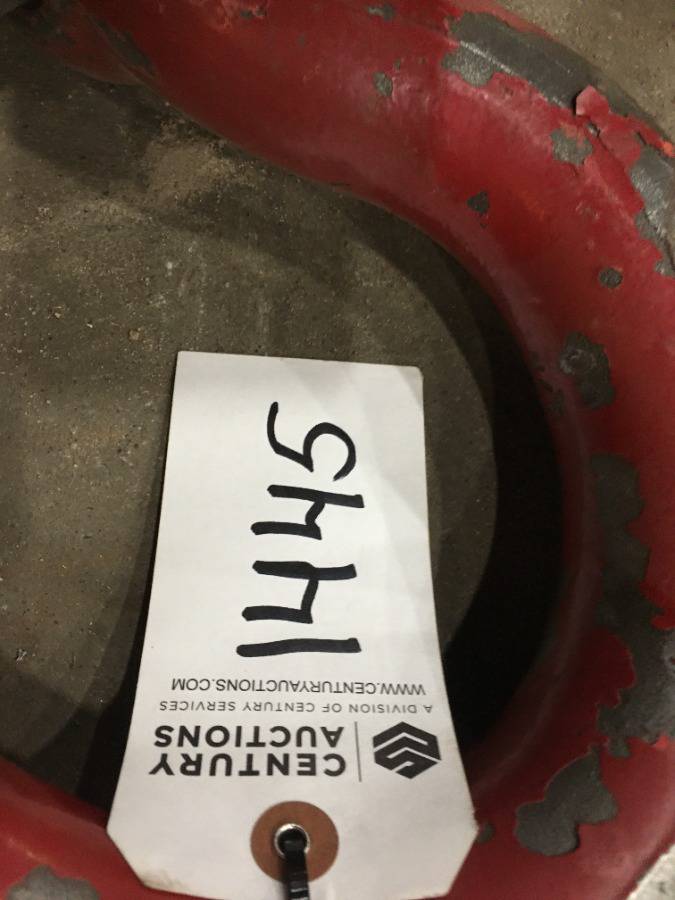 CENTURY
AUCTIONS
A DIVISION OF CENTURY SERVICES
WWW.CENTURYAUCTIONS.COM
1445